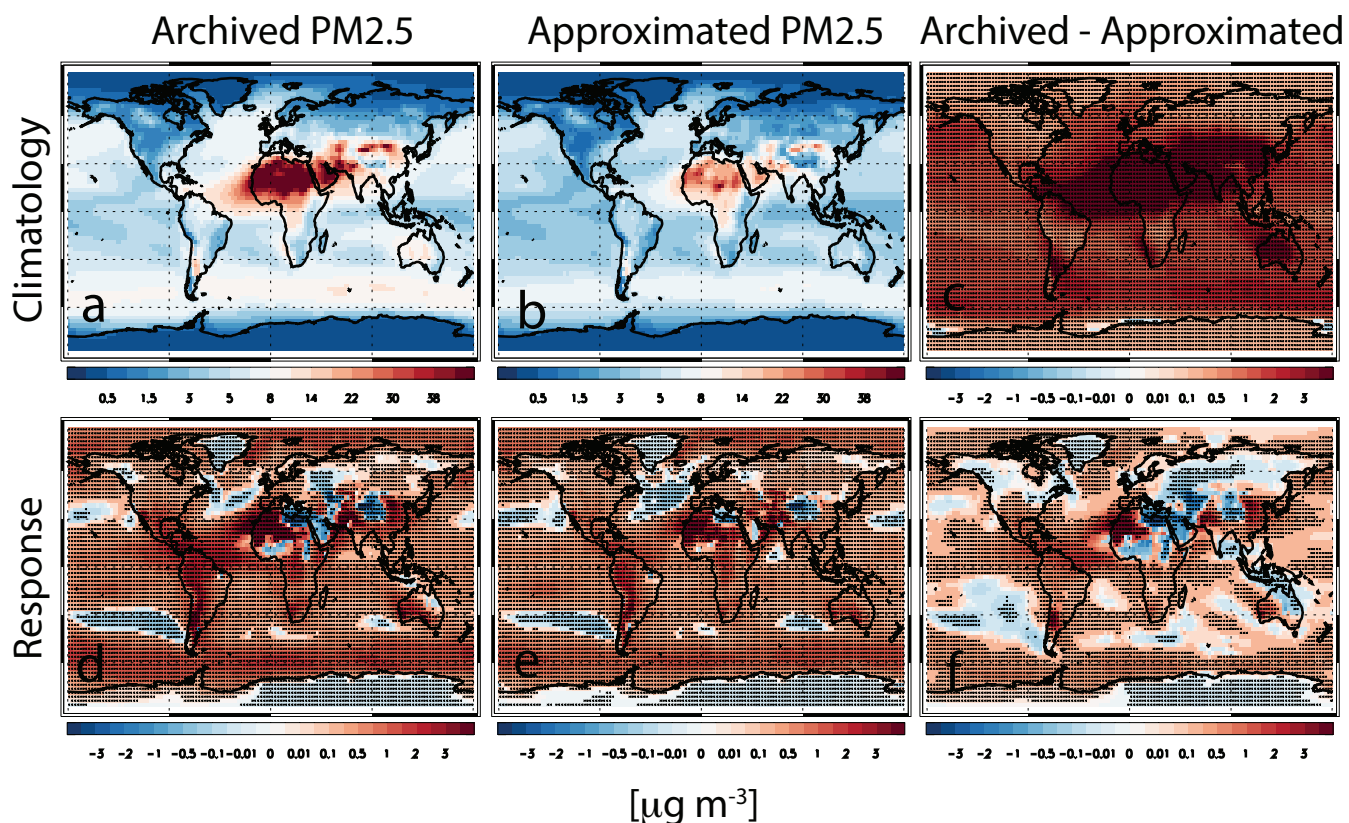 Archived PM2.5 Approximated PM2.5 Archived - Approximated
Climatology
a b c
0.5 1.5 3 5 8 14 22 30 38
0.5 1.5 3 5 8 14 22 30 38
-3 -2 -1 -0.5 -0.1 -0.01 0 0.01 0.1 0.5 1 2 3
Response
d e f
-3 -2 -1 -0.5 -0.1 -0.01 0 0.01 0.1 0.5 1 2 3
-3 -2 -1 -0.5 -0.1 -0.01 0 0.01 0.1 0.5 1 2 3
-3 -2 -1 -0.5 -0.1 -0.01 0 0.01 0.1 0.5 1 2 3
[μg m⁻³]